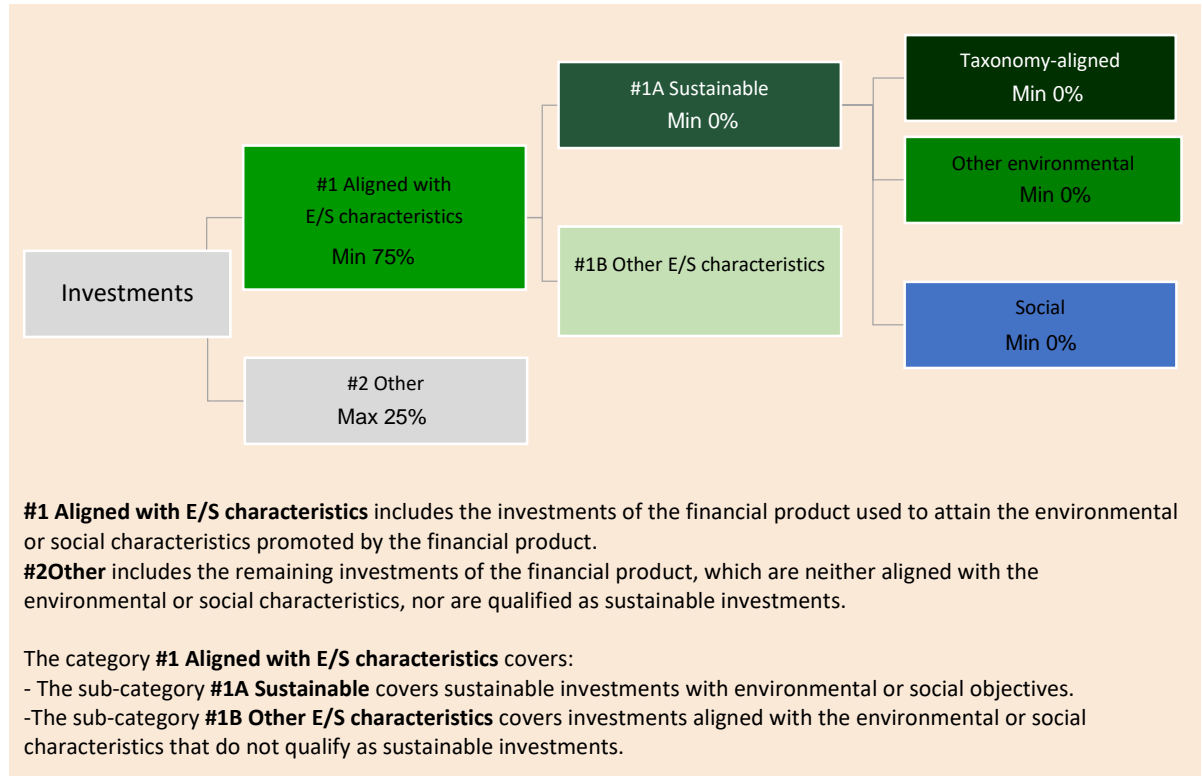 Investments
#1 Aligned with
E/S characteristics
Min 75%
#2 Other
Max 25%
#1A Sustainable
Min 0%
#1B Other E/S characteristics
Taxonomy-aligned
Min 0%
Other environmental
Min 0%
Social
Min 0%
#1 Aligned with E/S characteristics includes the investments of the financial product used to attain the environmental
or social characteristics promoted by the financial product.
#2Other includes the remaining investments of the financial product, which are neither aligned with the
environmental or social characteristics, nor are qualified as sustainable investments.
The category #1 Aligned with E/S characteristics covers:
- The sub-category #1A Sustainable covers sustainable investments with environmental or social objectives.
-The sub-category #1B Other E/S characteristics covers investments aligned with the environmental or social
characteristics that do not qualify as sustainable investments.